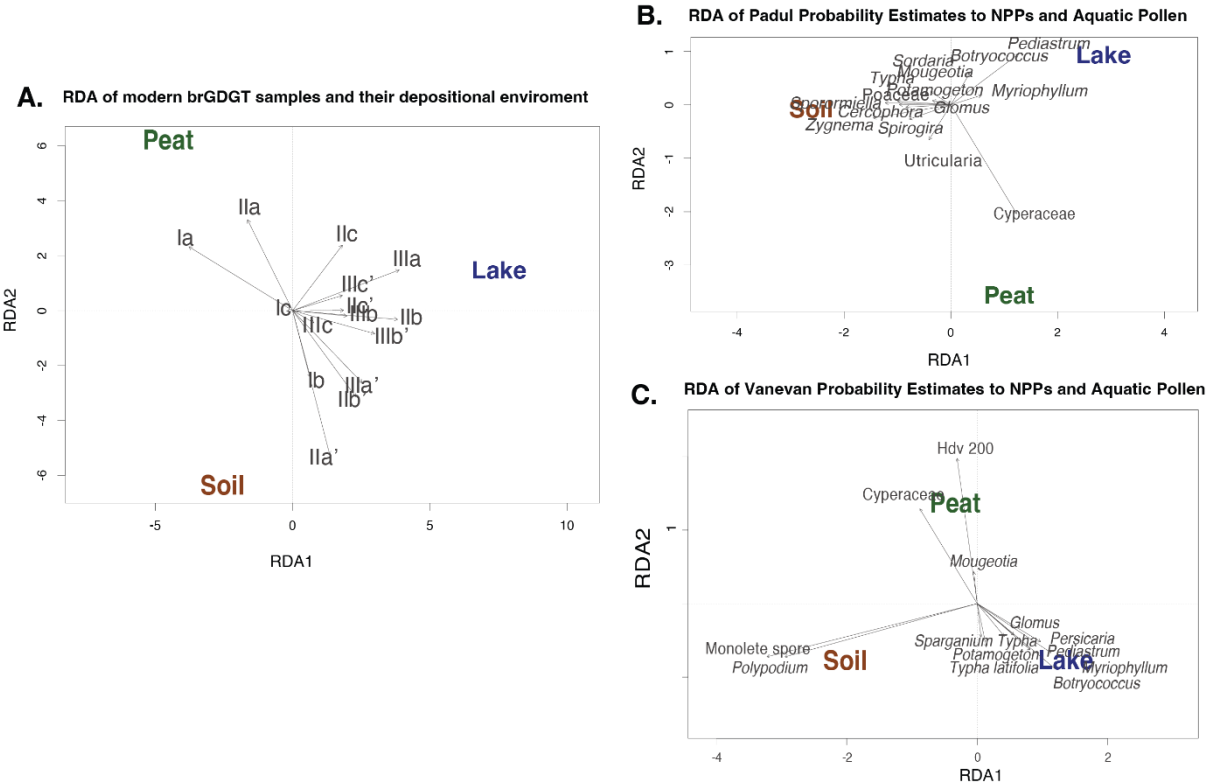 A. RDA of modern brGDGT samples and their depositional enviroment
Peat
6
IIa
4
Ia
IIc
2
IIIa
Lake
IIIc’
RDA2
0
Ic
IIc’
IIIb
IIb
IIIc
IIIb’
-2
Ib
IIIa’
IIb’
-4
IIa’
-6
Soil
-5 0 5 10
RDA1
B. RDA of Padul Probability Estimates to NPPs and Aquatic Pollen
Pediastrum
1
Sordaria
Botryococcus
Lake
Mougeotia
Typha
Potamogeton
Myriophyllum
Poaceae
Sporormiella
0
Soil
Cercophora
Glomus
Zygnema
Spirogira
RDA2
-1
Utricularia
-2
Cyperaceae
-3
Peat
-4 -2 0 2 4
RDA1
C. RDA of Vanevan Probability Estimates to NPPs and Aquatic Pollen
Hdv 200
Cyperaceae
Peat
1
RDA2
Mougeotia
Glomus
Sparganium Typha
Persicaria
Monolete spore
Potamogeton
Pediastrum
Soil
Lake
Polypodium
Typha latifolia
Myriophyllum
Botryococcus
-4 -2 0 2
RDA1